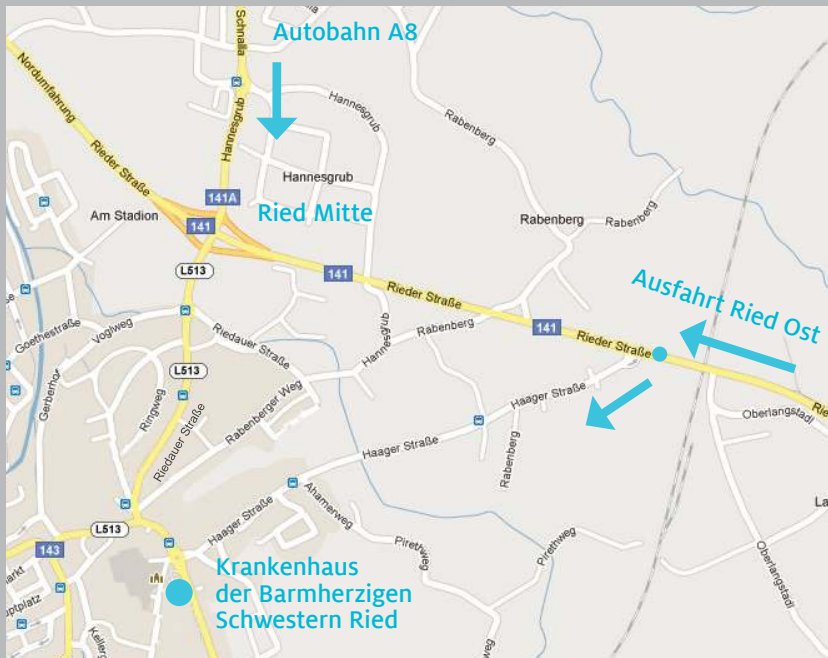 Autobahn A8
Schnalla
Nordumfahrung
Hannesgrub
Hannesgrub
Rabenberg
Rieder Straße
141A
Hannesgrub
Ried Mitte
Am Stadion
141
Rabenberg
Rabenberg
L513
141
Rieder Straße
Ausfahrt Ried Ost
Goethestraße
Voglweg
Riedauer Straße
Hannesgrub
Rabenberg
141
Rieder Straße
Gerberhof
Ringweg
L513
Rabenberger Weg
Haager Straße
Oberlangstadl
Riedauer Straße
Haager Straße
Rabenberg
L513
Haager Straße
Ahamerweg
143
Pirethweg
Pirethweg
Oberlangstadl
Krankenhaus
der Barmherzigen
Schwestern Ried